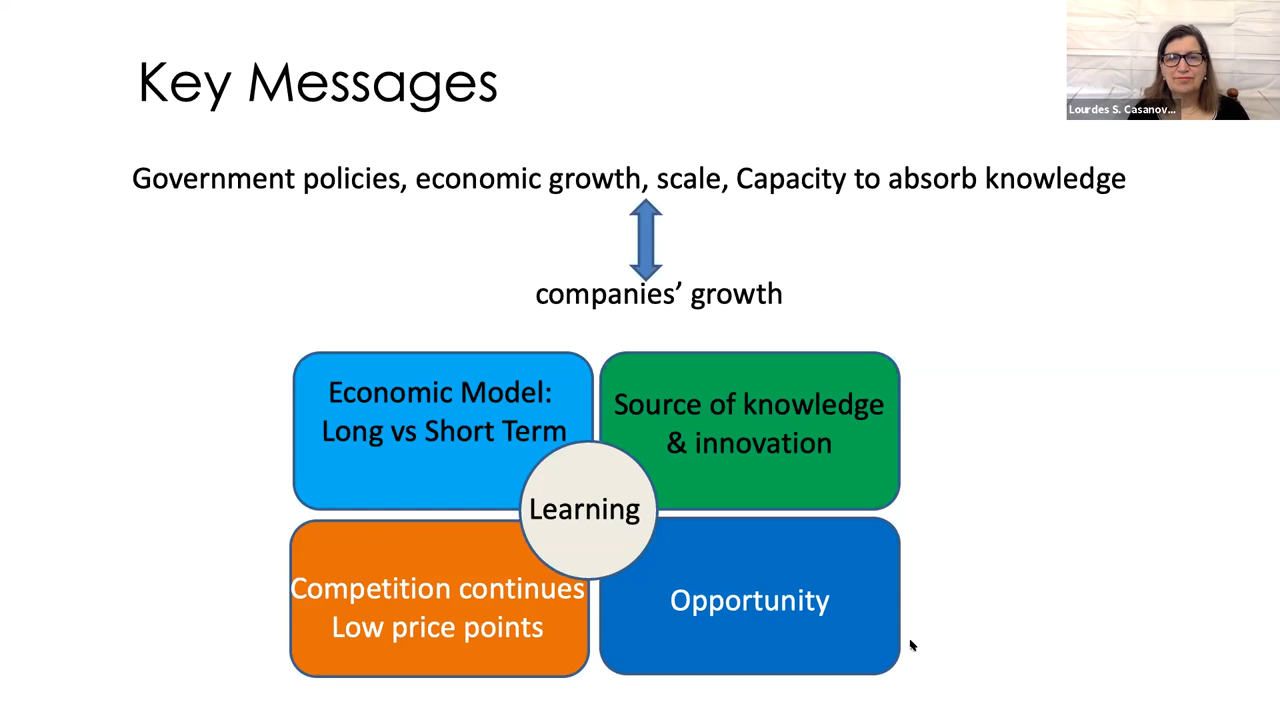 Key Messages
Lourdes S. Casanov...
Government policies, economic growth, scale, Capacity to absorb knowledge
companies’ growth
Economic Model:
Long vs Short Term
Source of knowledge
& innovation
Learning
Competition continues
Low price points
Opportunity